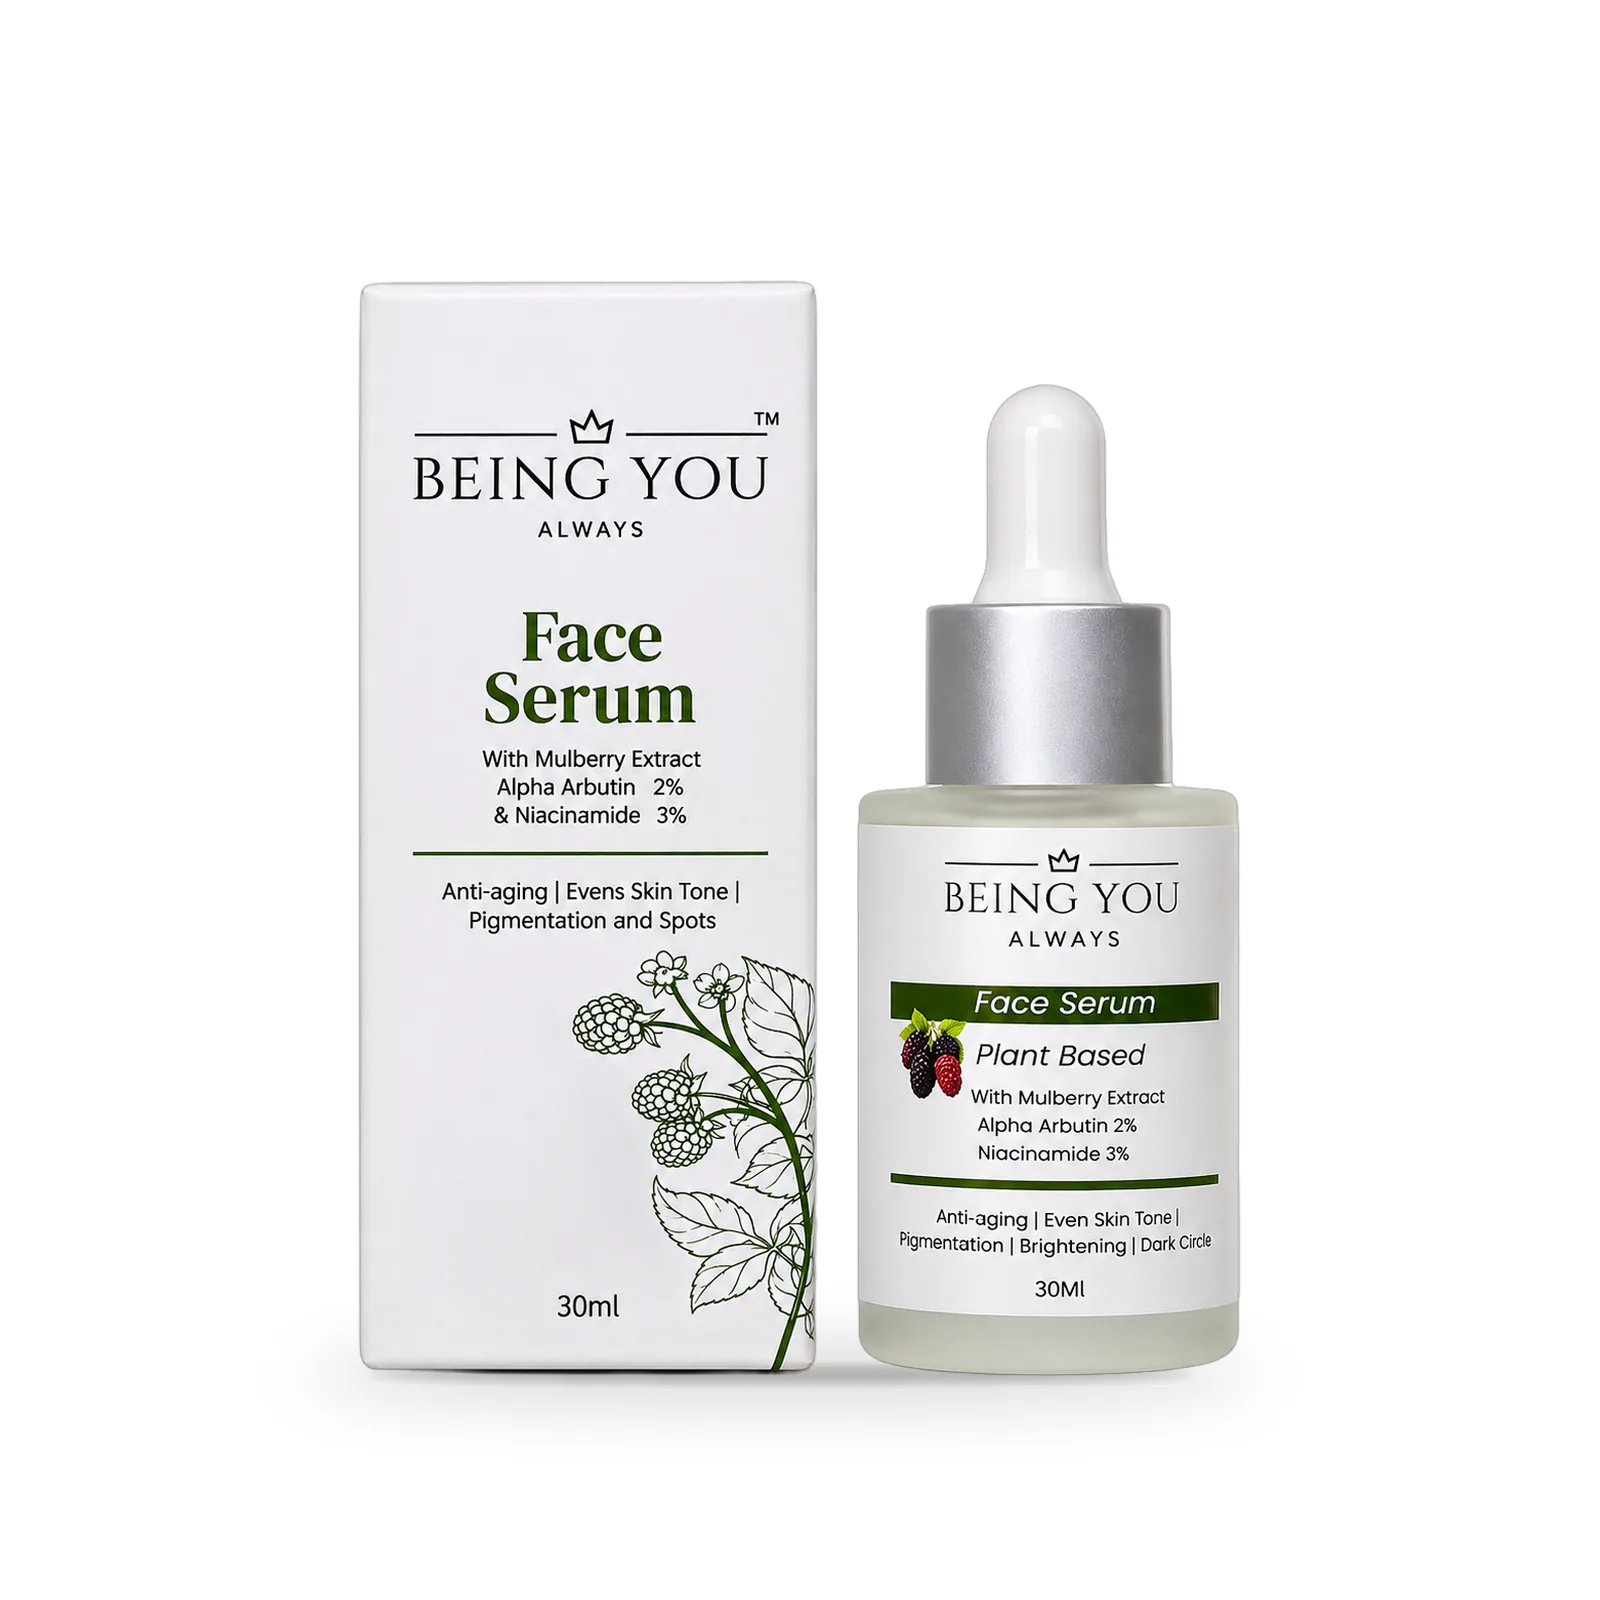 TM
BEING YOU
ALWAYS
Face
Serum
With Mulberry Extract
Alpha Arbutin 2%
& Niacinamide 3%
Anti-aging | Evens Skin Tone |
Pigmentation and Spots
30ml
BEING YOU
ALWAYS
Face Serum
Plant Based
With Mulberry Extract
Alpha Arbutin 2%
Niacinamide 3%
Anti-aging | Even Skin Tone |
Pigmentation | Brightening | Dark Circle
30Ml